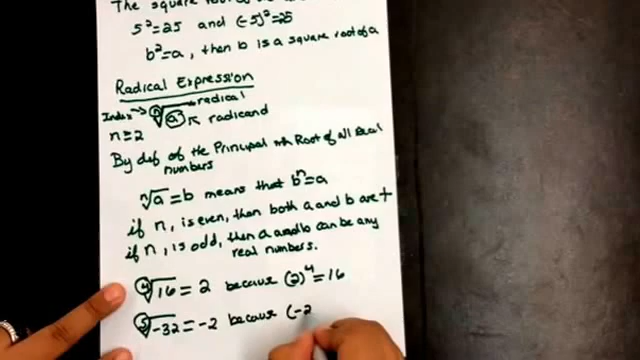 The square root
5²=25 and (-5)²=25
b²=a, then b is a square root of a
Radical Expression
Index→ ⁿ√a radical
n≥2 radicand
By def of the Principal nth Root of all Real
numbers
ⁿ√a = b means that bⁿ=a
if n, is even, then both a and b are +
if n, is odd, then a and b can be any
real numbers.
⁴√16 = 2 because (2)⁴=16
⁵√-32 = -2 because (-2